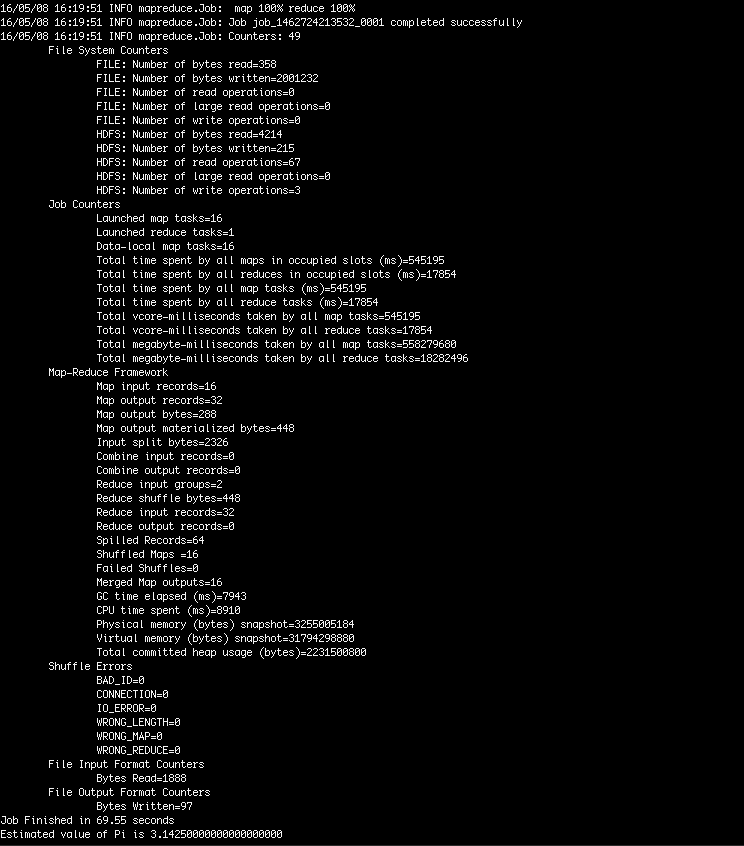 16/05/08 16:19:51 INFO mapreduce.Job:  map 100% reduce 100%
16/05/08 16:19:51 INFO mapreduce.Job: Job job_1462724213532_0001 completed successfully
16/05/08 16:19:51 INFO mapreduce.Job: Counters: 49
File System Counters
FILE: Number of bytes read=358
FILE: Number of bytes written=2001232
FILE: Number of read operations=0
FILE: Number of large read operations=0
FILE: Number of write operations=0
HDFS: Number of bytes read=4214
HDFS: Number of bytes written=215
HDFS: Number of read operations=67
HDFS: Number of large read operations=0
HDFS: Number of write operations=3
Job Counters
Launched map tasks=16
Launched reduce tasks=1
Data-local map tasks=16
Total time spent by all maps in occupied slots (ms)=545195
Total time spent by all reduces in occupied slots (ms)=17854
Total time spent by all map tasks (ms)=545195
Total time spent by all reduce tasks (ms)=17854
Total vcore-milliseconds taken by all map tasks=545195
Total vcore-milliseconds taken by all reduce tasks=17854
Total megabyte-milliseconds taken by all map tasks=558279680
Total megabyte-milliseconds taken by all reduce tasks=18282496
Map-Reduce Framework
Map input records=16
Map output records=32
Map output bytes=288
Map output materialized bytes=448
Input split bytes=2326
Combine input records=0
Combine output records=0
Reduce input groups=2
Reduce shuffle bytes=448
Reduce input records=32
Reduce output records=0
Spilled Records=64
Shuffled Maps =16
Failed Shuffles=0
Merged Map outputs=16
GC time elapsed (ms)=7943
CPU time spent (ms)=8910
Physical memory (bytes) snapshot=3255005184
Virtual memory (bytes) snapshot=31794298880
Total committed heap usage (bytes)=2231500800
Shuffle Errors
BAD_ID=0
CONNECTION=0
IO_ERROR=0
WRONG_LENGTH=0
WRONG_MAP=0
WRONG_REDUCE=0
File Input Format Counters
Bytes Read=1888
File Output Format Counters
Bytes Written=97
Job Finished in 69.55 seconds
Estimated value of Pi is 3.14250000000000000000